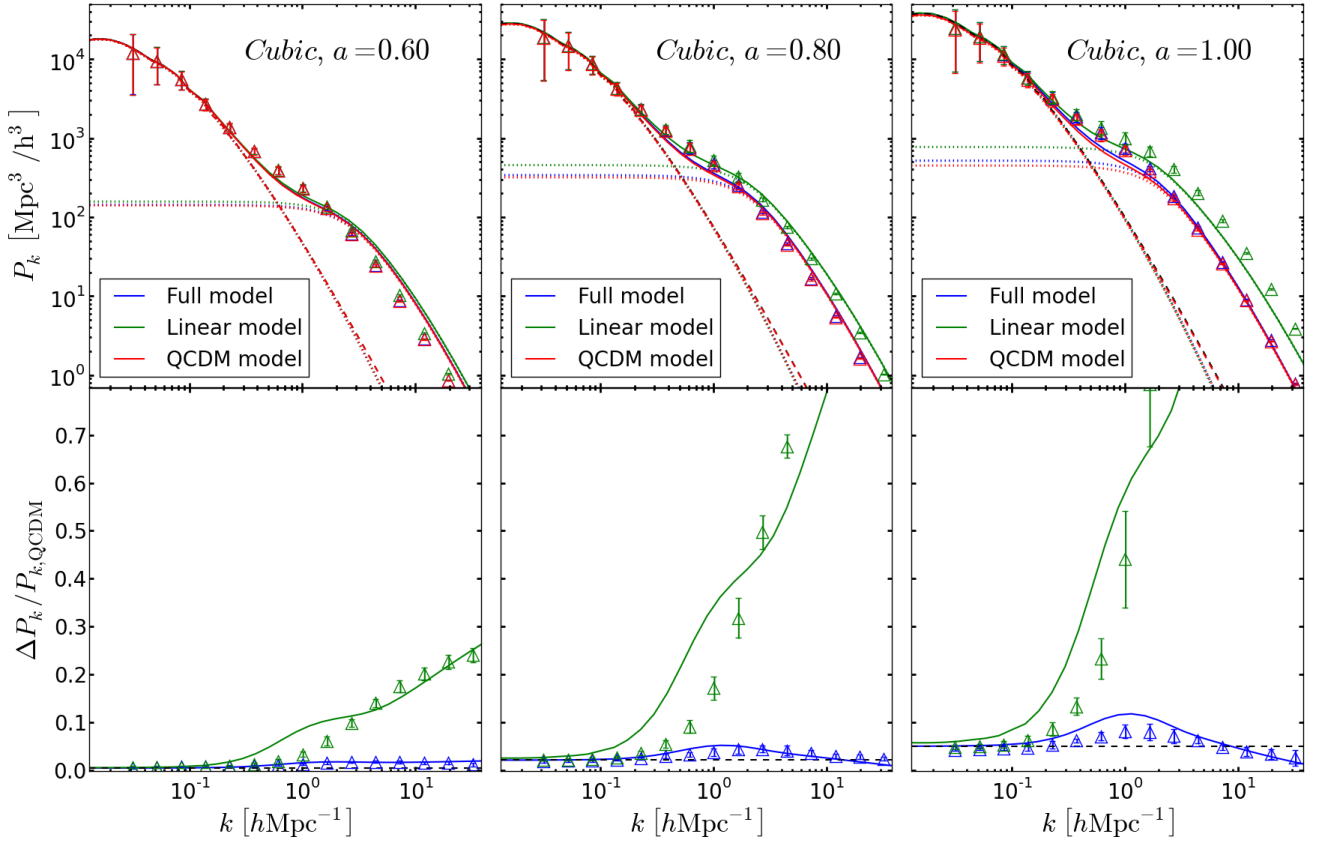 Cubic, a=0.60
Cubic, a=0.80
Cubic, a=1.00
P_k [Mpc^3/h^3]
10^4
10^3
10^2
10^1
10^0
Full model
Linear model
QCDM model
Full model
Linear model
QCDM model
Full model
Linear model
QCDM model
ΔP_k/P_k,QCDM
0.7
0.6
0.5
0.4
0.3
0.2
0.1
0.0
10^-1 10^0 10^1
10^-1 10^0 10^1
10^-1 10^0 10^1
k [hMpc^-1]
k [hMpc^-1]
k [hMpc^-1]